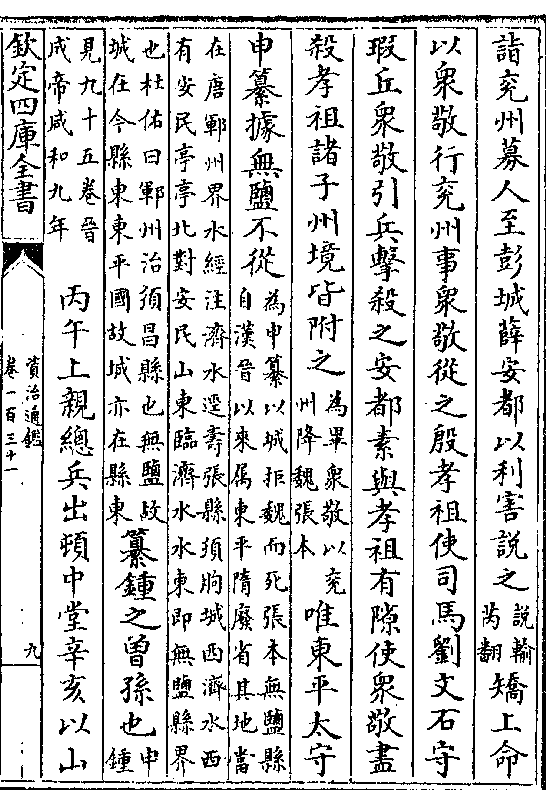 詣兖州募人至彭城薛安都以利害説之説輸芮翻矯上命
以衆敬行兖州事衆敬從之殷孝祖使司馬劉文石守
瑕丘衆敬引兵擊殺之安都素與孝祖有隙使衆敬盡
殺孝祖諸子州境皆附之為畢衆敬以兖州降魏張本唯東平太守
申纂據無鹽不從為申纂以城拒魏而死張本無鹽縣自漢晉以來屬東平隋廢省其地當
在唐鄆州界水經注濟水逕壽張縣須朐城西濟水西有安民亭亭北對安民山東臨濟水水東即無鹽縣界
也杜佑曰鄆州治須昌縣也無鹽故城在今縣東東平國故城亦在縣東纂鍾之曾孫也申鍾
見九十五卷晉成帝咸和九年丙午上親總兵出頓中堂辛亥以山
欽定四庫全書
資治通鑑
卷一百三十一
九